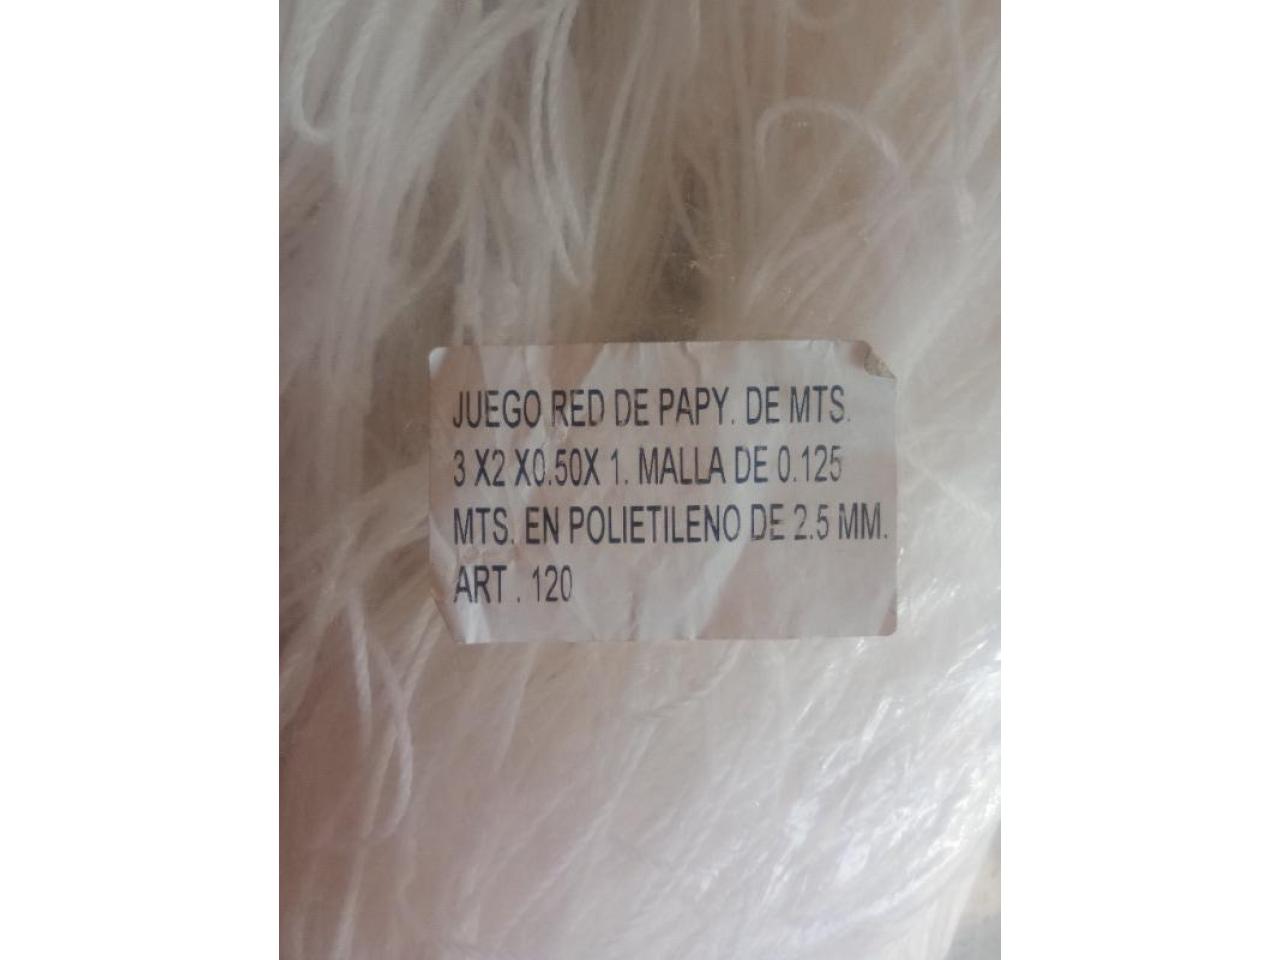 JUEGO RED DE PAPY. DE MTS.
3 X2 X0.50X 1. MALLA DE 0.125
MTS. EN POLIETILENO DE 2.5 MM.
ART . 120